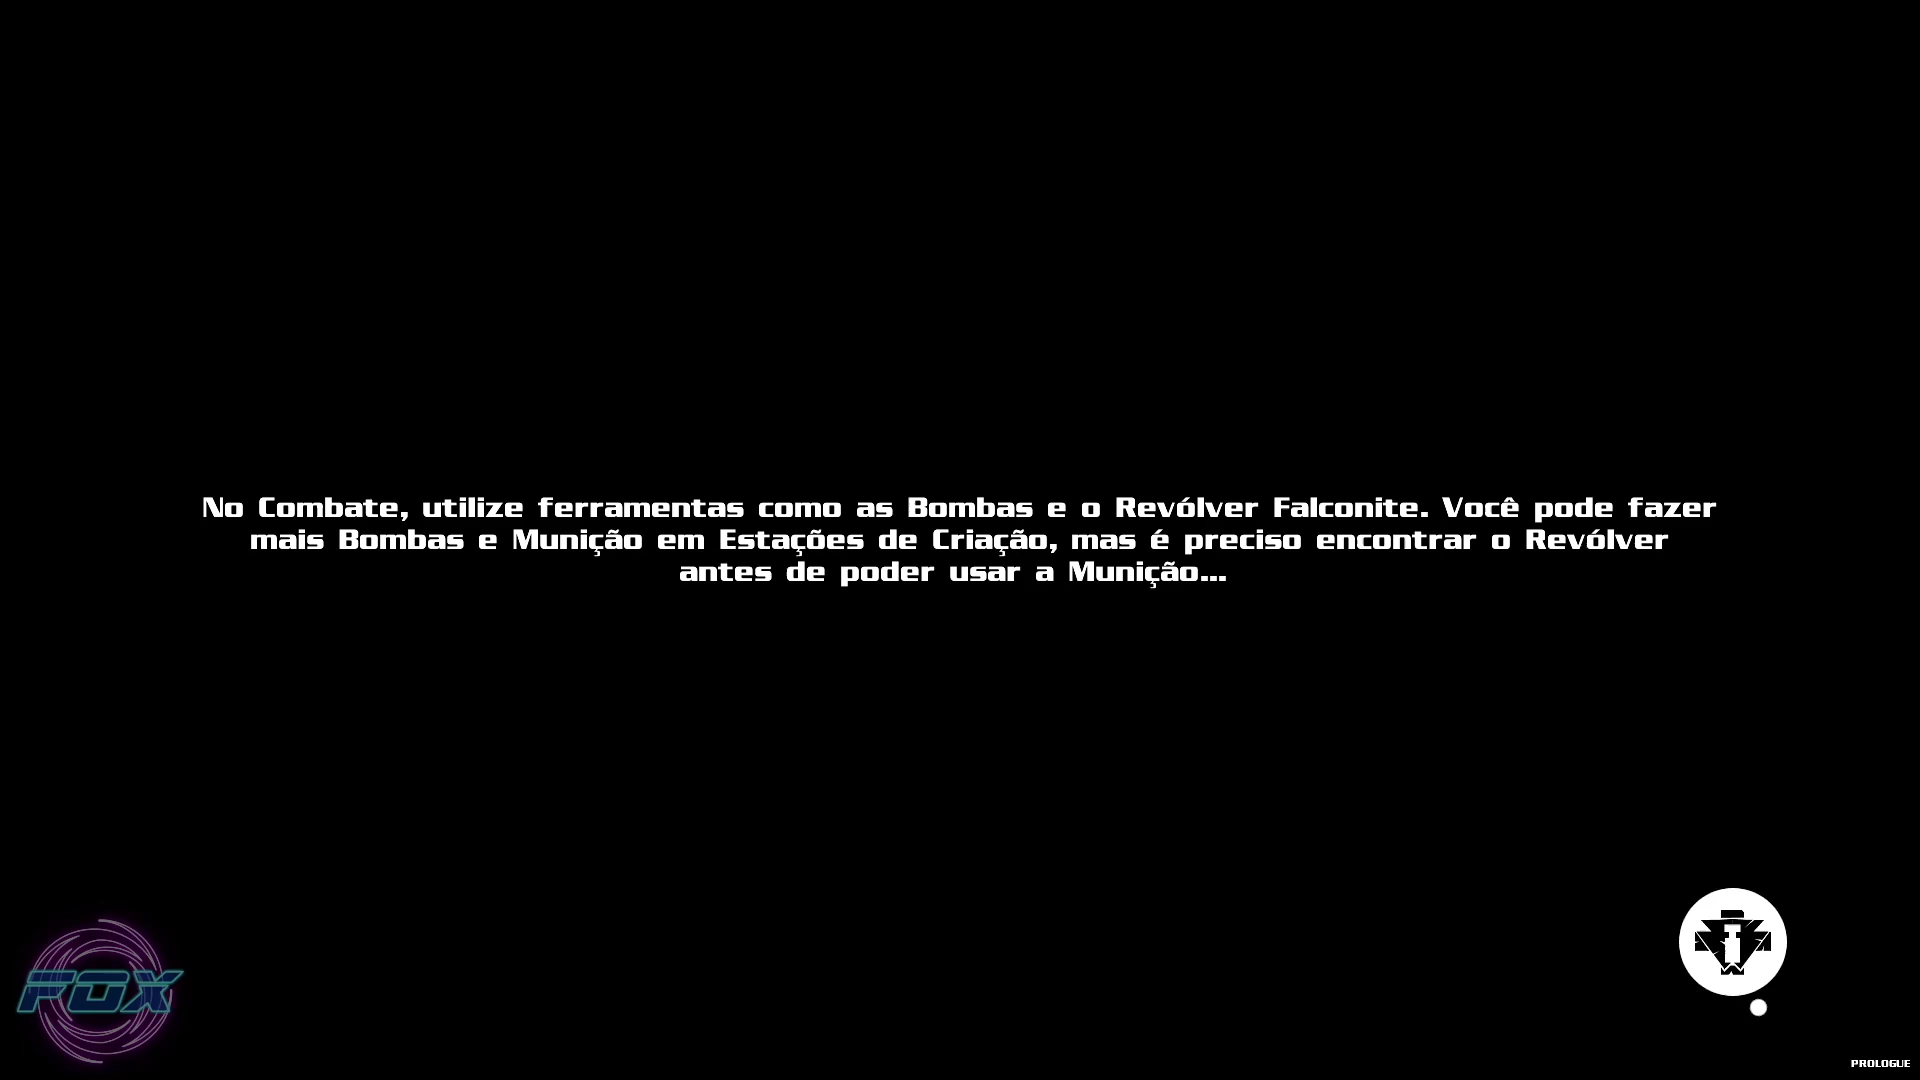 No Combate, utilize ferramentas como as Bombas e o Revólver Falconite. Você pode fazer
mais Bombas e Munição em Estações de Criação, mas é preciso encontrar o Revólver
antes de poder usar a Munição...
FOX
PROLOGUE